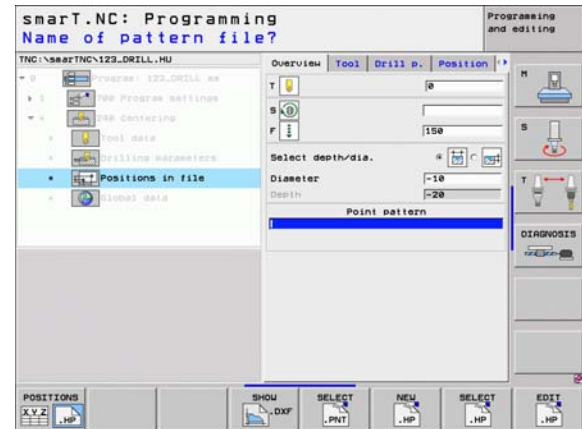 smarT.NC: Programming
Name of pattern file?
Programming
and editing
TNC:\smarTNC\123_DRILL.HU
0 Program: 123_DRILL mm
1 700 Program settings
240 Centering
Tool data
Drilling parameters
Positions in file
Global data
Overview Tool Drill p. Position
T 0
S
F 150
Select depth/dia.
Diameter -10
Depth -20
Point pattern
M
S
T
DIAGNOSIS
POSITIONS
X Y Z .HP
SHOW
.DXF
SELECT
.PNT
NEW
.HP
SELECT
.HP
EDIT
.HP